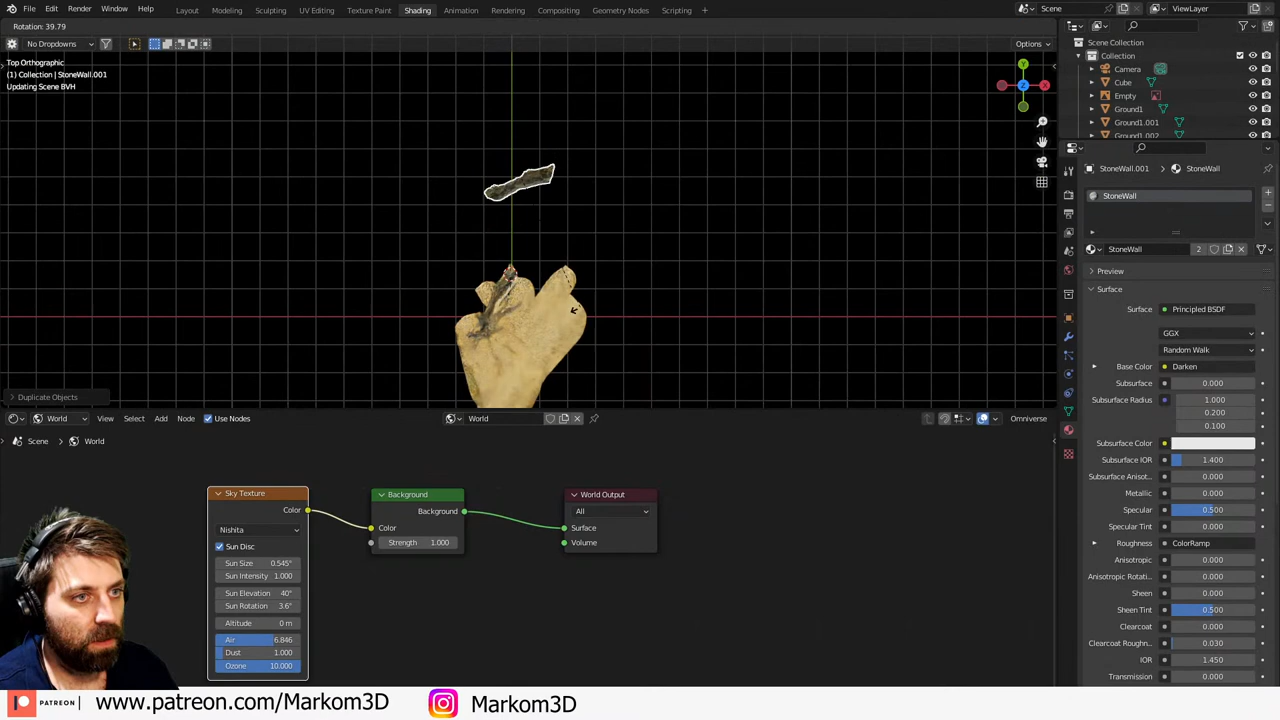 File Edit Render Window Help Layout Modeling Sculpting UV Editing Texture Paint Shading Animation Rendering Compositing Geometry Nodes Scripting + Scene ViewLayer
Rotation: 39.79
No Dropdowns Options
Top Orthographic
(1) Collection | StoneWall.001
Updating Scene BVH
Y
Z X
Duplicate Objects
World View Select Add Node Use Nodes World Omniverse
Scene > World
Sky Texture
Color
Nishita
Sun Disc
Sun Size 0.545°
Sun Intensity 1.000
Sun Elevation 40°
Sun Rotation 3.6°
Altitude 0 m
Air 6.846
Dust 1.000
Ozone 10.000
Background
Background
Color
Strength 1.000
World Output
All
Surface
Volume
Scene Collection
Collection
Camera
Cube
Empty
Ground1
Ground1.001
Ground1.002
StoneWall.001 > StoneWall
StoneWall
StoneWall 2
Preview
Surface
Surface Principled BSDF
GGX
Random Walk
Base Color Darken
Subsurface 0.000
Subsurface Radius 1.000
0.200
0.100
Subsurface Color
Subsurface IOR 1.400
Subsurface Anisot... 0.000
Metallic 0.000
Specular 0.500
Specular Tint 0.000
Roughness ColorRamp
Anisotropic 0.000
Anisotropic Rotati... 0.000
Sheen 0.000
Sheen Tint 0.500
Clearcoat 0.000
Clearcoat Roughn... 0.030
IOR 1.450
Transmission 0.000
PATREON www.patreon.com/Markom3D Markom3D